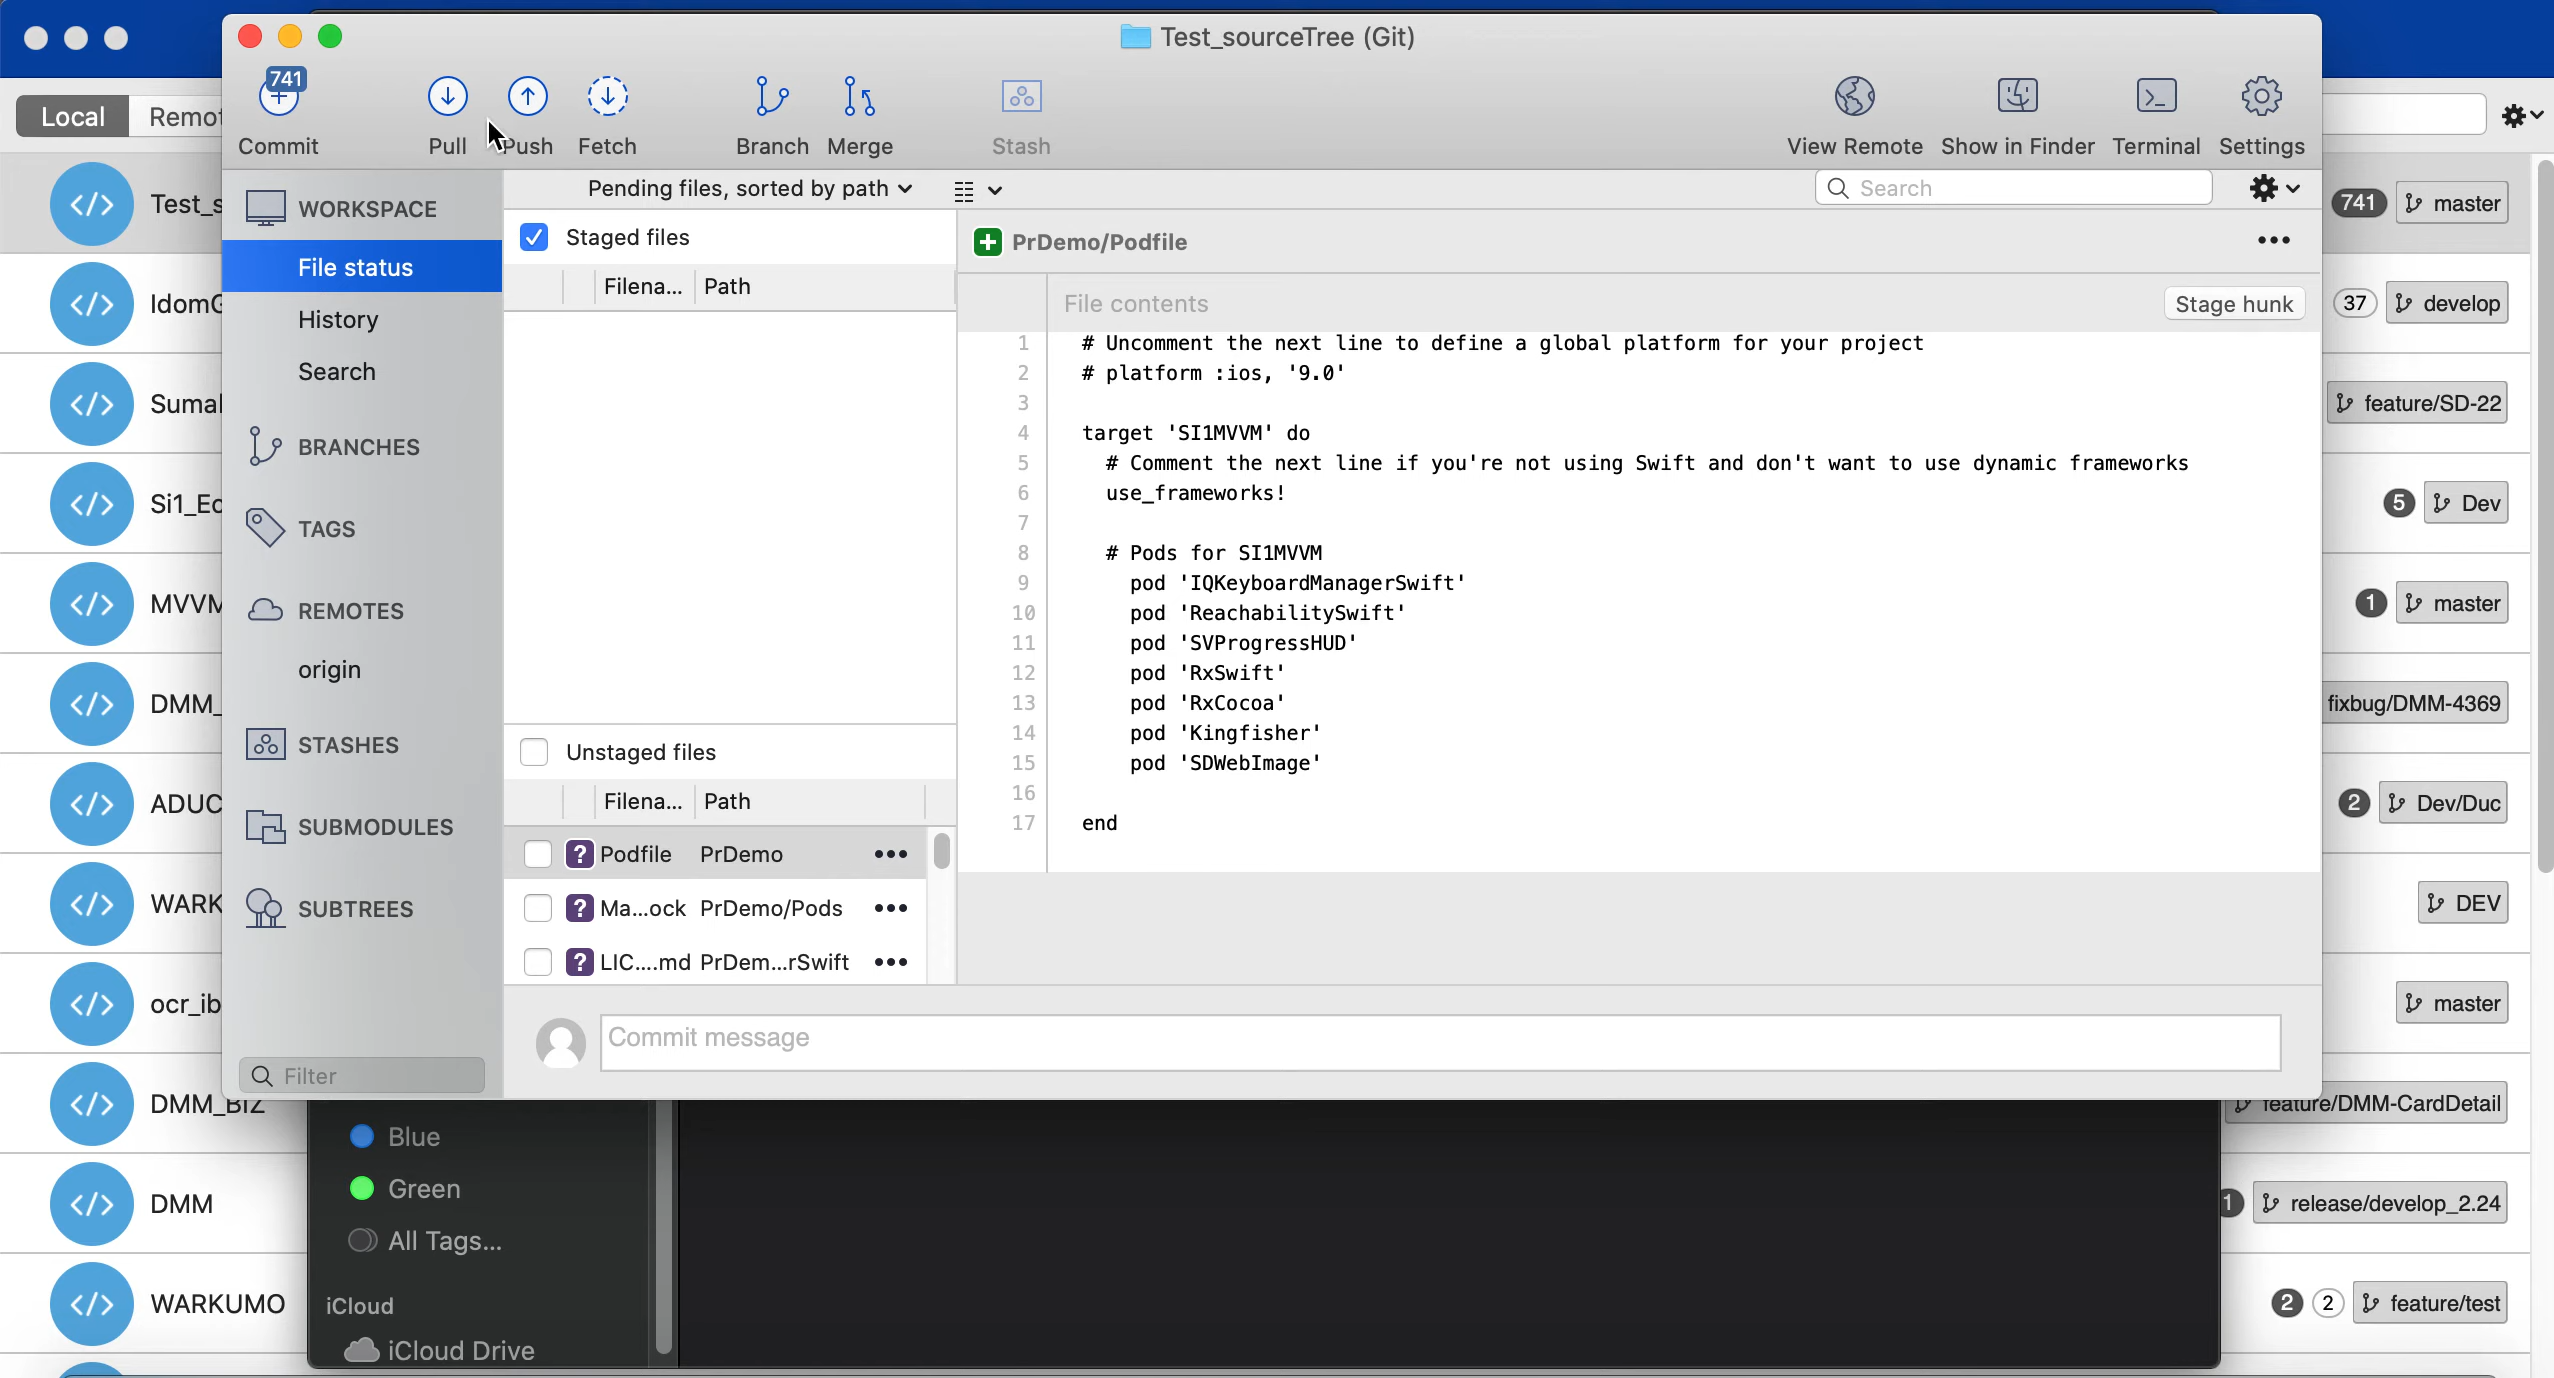 Test_sourceTree (Git)
741
Commit
Pull
Push
Fetch
Branch
Merge
Stash
View Remote
Show in Finder
Terminal
Settings
Local
WORKSPACE
File status
History
Search
BRANCHES
TAGS
REMOTES
origin
STASHES
SUBMODULES
SUBTREES
Filter
Pending files, sorted by path
Search
Staged files
Filena... Path
Unstaged files
Filena... Path
? Podfile PrDemo •••
? Ma...ock PrDemo/Pods •••
? LIC....md PrDem...rSwift •••
PrDemo/Podfile •••
File contents
Stage hunk
1 # Uncomment the next line to define a global platform for your project
2 # platform :ios, '9.0'
3
4 target 'SI1MVVM' do
5 # Comment the next line if you're not using Swift and don't want to use dynamic frameworks
6 use_frameworks!
7
8 # Pods for SI1MVVM
9 pod 'IQKeyboardManagerSwift'
10 pod 'ReachabilitySwift'
11 pod 'SVProgressHUD'
12 pod 'RxSwift'
13 pod 'RxCocoa'
14 pod 'Kingfisher'
15 pod 'SDWebImage'
16
17 end
Commit message
741 master
37 develop
feature/SD-22
5 Dev
MVVM
1 master
DMM_
fixbug/DMM-4369
ADUC
2 Dev/Duc
WARK
DEV
ocr_ib
master
DMM_BIZ
feature/DMM-CardDetail
DMM
1 release/develop_2.24
WARKUMO
2 2 feature/test
Blue
Green
All Tags...
iCloud
iCloud Drive